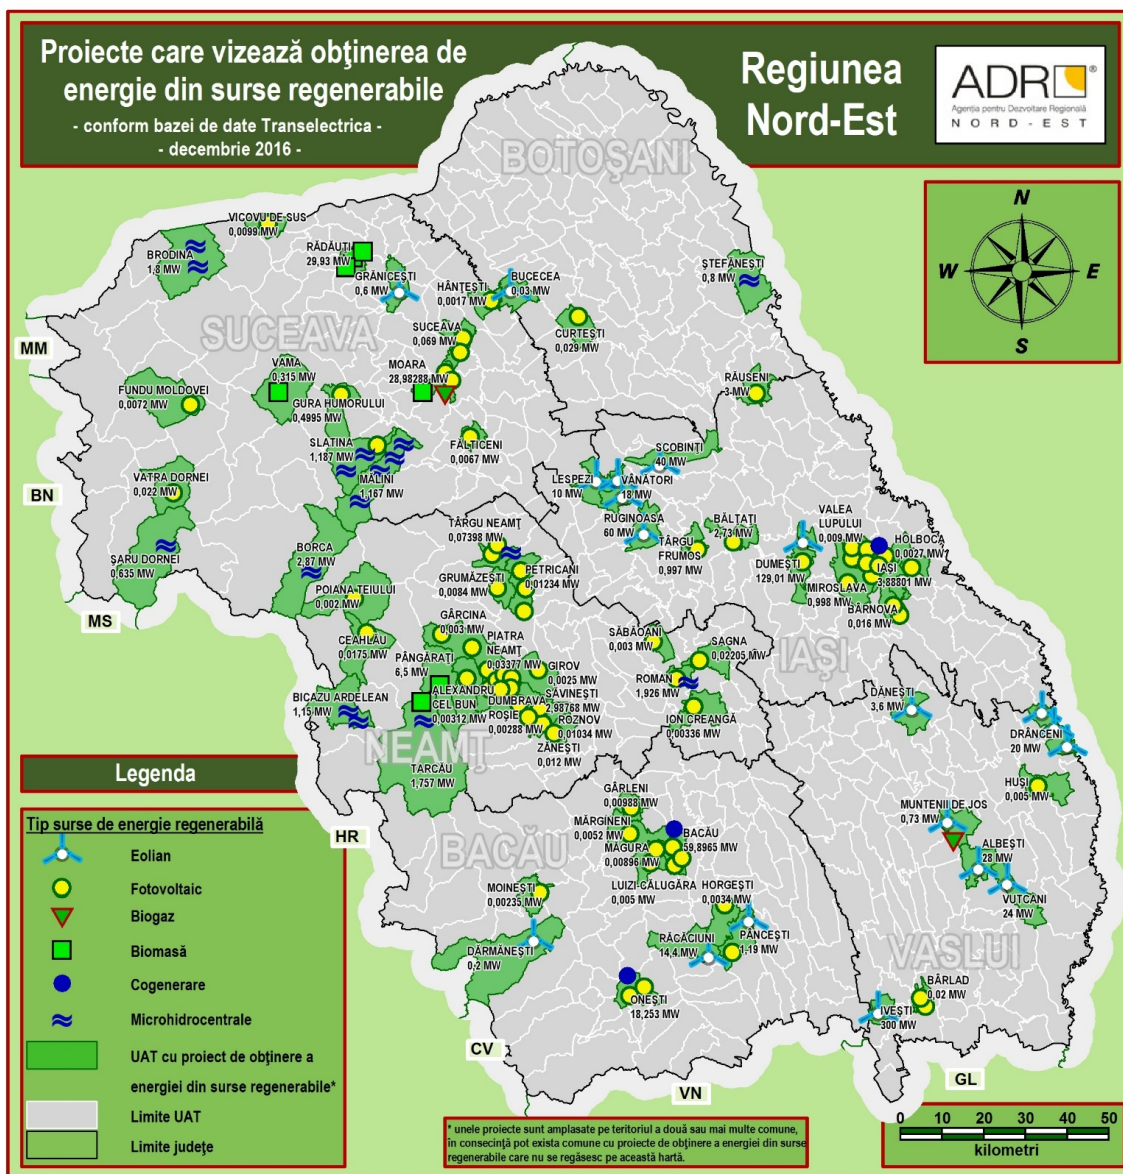 Proiecte care vizează obţinerea de
energie din surse regenerabile
- conform bazei de date Transelectrica -
- decembrie 2016 -
Regiunea
Nord-Est
ADR
®
Agenţia pentru Dezvoltare Regională
NORD-EST
N
W
E
S
BOTOŞANI
SUCEAVA
IAŞI
NEAMŢ
BACĂU
VASLUI
MM
BN
MS
HR
CV
VN
GL
VICOVU DE SUS
0,0099 MW
BRODINA
1,8 MW
RĂDĂUŢI
29,93 MW
GRĂNICEŞTI
0,6 MW
HÂNŢEŞTI
0,0017 MW
BUCECEA
0,03 MW
ŞTEFĂNEŞTI
0,8 MW
SUCEAVA
0,069 MW
CURTEŞTI
0,029 MW
MOARA
28,98288 MW
VAMA
0,315 MW
FUNDU MOLDOVEI
0,0072 MW
GURA HUMORULUI
0,4995 MW
RĂUSENI
3 MW
FĂLTICENI
0,0067 MW
SLATINA
1,187 MW
MĂLINI
1,167 MW
SCOBINŢI
40 MW
LESPEZI
10 MW
VÂNĂTORI
18 MW
VATRA DORNEI
0,022 MW
ŞARU DORNEI
0,635 MW
RUGINOASA
60 MW
BĂLŢAŢI
2,73 MW
VALEA
LUPULUI
0,009 MW
HOLBOCA
0,0027 MW
TÂRGU NEAMŢ
0,07398 MW
TÂRGU
FRUMOS
0,997 MW
DUMEŞTI
129,01 MW
IAŞI
3,88801 MW
BORCA
2,87 MW
PETRICANI
0,01234 MW
GRUMĂZEŞTI
0,0084 MW
MIROSLAVA
0,998 MW
BÂRNOVA
0,016 MW
POIANA TEIULUI
0,002 MW
GÂRCINA
0,003 MW
CEAHLĂU
0,0175 MW
PIATRA
NEAMŢ
0,03377 MW
SĂBĂOANI
0,003 MW
SAGNA
0,02205 MW
PÂNGĂRAŢI
6,5 MW
GIROV
0,0025 MW
ROMAN
1,926 MW
BICAZU ARDELEAN
1,15 MW
ALEXANDRU
CEL BUN
0,00312 MW
DUMBRAVA
ROŞIE
0,00288 MW
SĂVINEŞTI
2,98768 MW
ROZNOV
0,01034 MW
ION CREANGĂ
0,00336 MW
DĂNEŞTI
3,6 MW
DRÂNCENI
20 MW
ZĂNEŞTI
0,012 MW
TARCĂU
1,757 MW
HUŞI
0,005 MW
GÂRLENI
0,00988 MW
MĂRGINENI
0,0052 MW
BACĂU
59,8965 MW
MĂGURA
0,00896 MW
MUNTENII DE JOS
0,73 MW
ALBEŞTI
28 MW
LUIZI-CĂLUGĂRA
0,005 MW
HORGEŞTI
0,0034 MW
MOINEŞTI
0,00235 MW
VUTCANI
24 MW
PÂNCEŞTI
1,19 MW
RĂCĂCIUNI
14,4 MW
DĂRMĂNEŞTI
0,2 MW
BÂRLAD
0,02 MW
ONEŞTI
18,253 MW
IVEŞTI
300 MW
Legenda
Tip surse de energie regenerabilă
Eolian
Fotovoltaic
Biogaz
Biomasă
Cogenerare
Microhidrocentrale
UAT cu proiect de obţinere a
energiei din surse regenerabile*
Limite UAT
Limite judeţe
* unele proiecte sunt amplasate pe teritoriul a două sau mai multe comune,
în consecinţă pot exista comune cu proiecte de obţinere a energiei din surse
regenerabile care nu se regăsesc pe această hartă.
0 10 20 30 40 50
kilometri